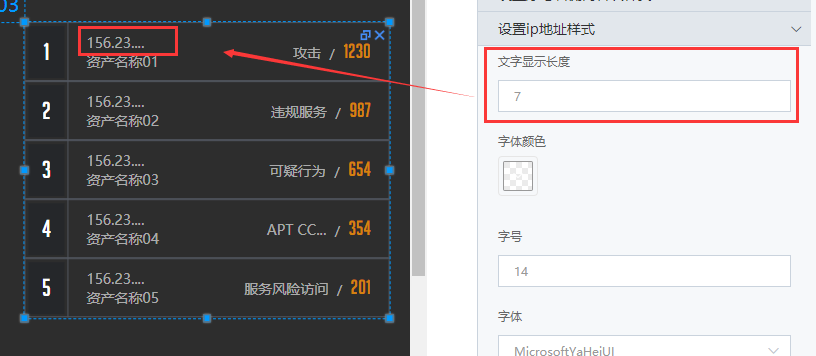 03
1
156.23....
资产名称01
攻击 / 1230
2
156.23....
资产名称02
违规服务 / 987
3
156.23....
资产名称03
可疑行为 / 654
4
156.23....
资产名称04
APT CC... / 354
5
156.23....
资产名称05
服务风险访问 / 201
设置ip地址样式
文字显示长度
7
字体颜色
字号
14
字体
MicrosoftYaHeiUI